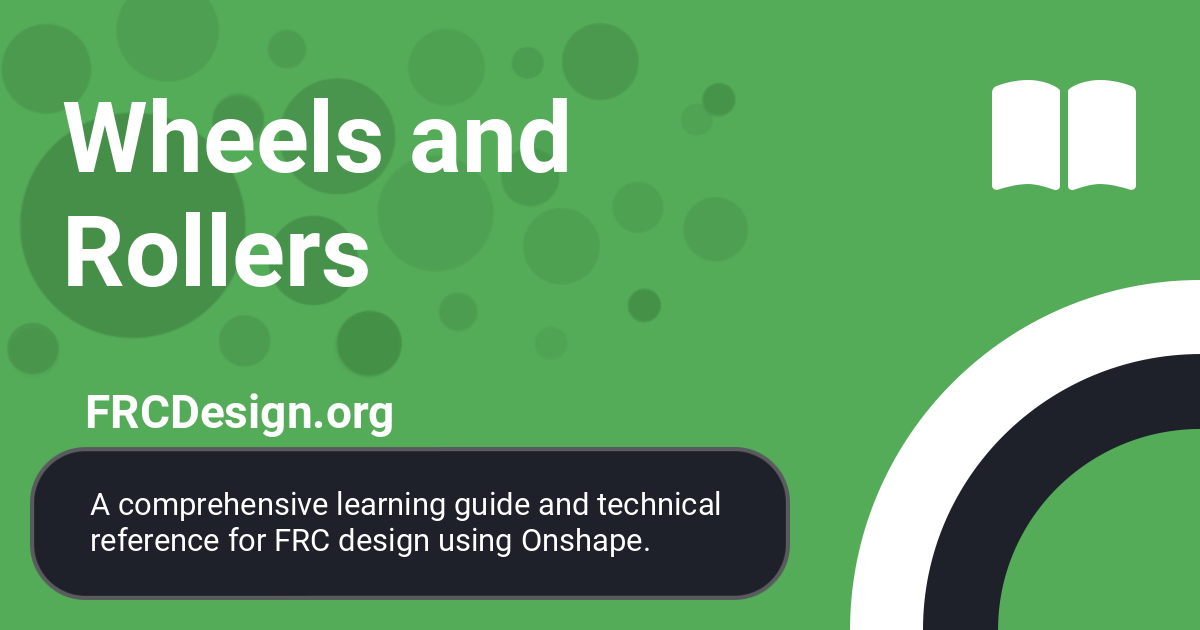 Wheels and
Rollers
FRCDesign.org
A comprehensive learning guide and technical
reference for FRC design using Onshape.